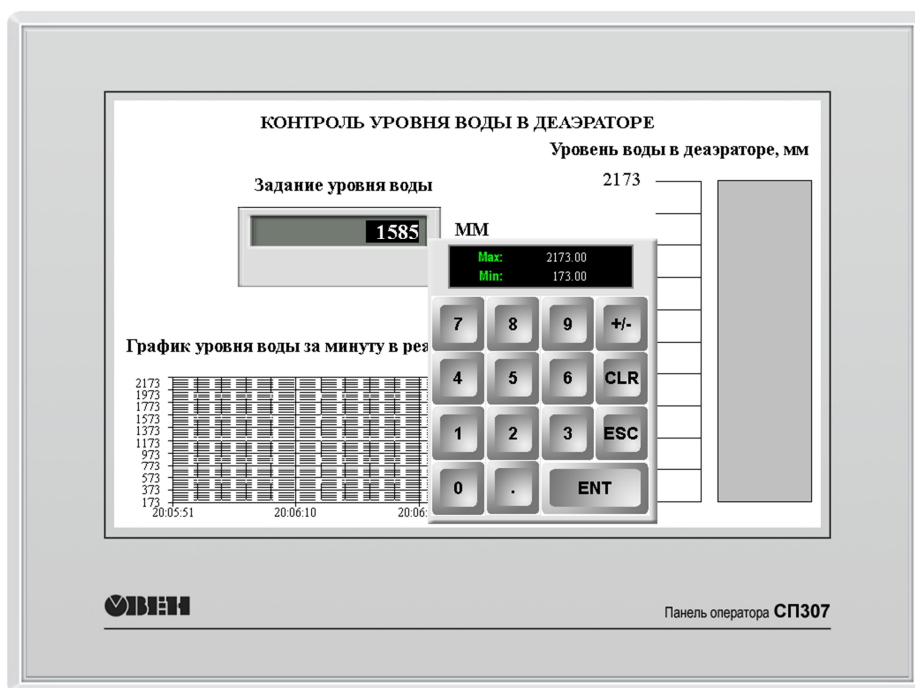 КОНТРОЛЬ УРОВНЯ ВОДЫ В ДЕАЭРАТОРЕ
Уровень воды в деаэраторе, мм
2173
Задание уровня воды
1585
ММ
Max: 2173.00
Min: 173.00
7 8 9 +/-
4 5 6 CLR
1 2 3 ESC
0 . ENT
График уровня воды за минуту в
2173
1973
1773
1573
1373
1173
973
773
573
373
173
20:05:51 20:06:10
ОВЕН
Панель оператора СП307